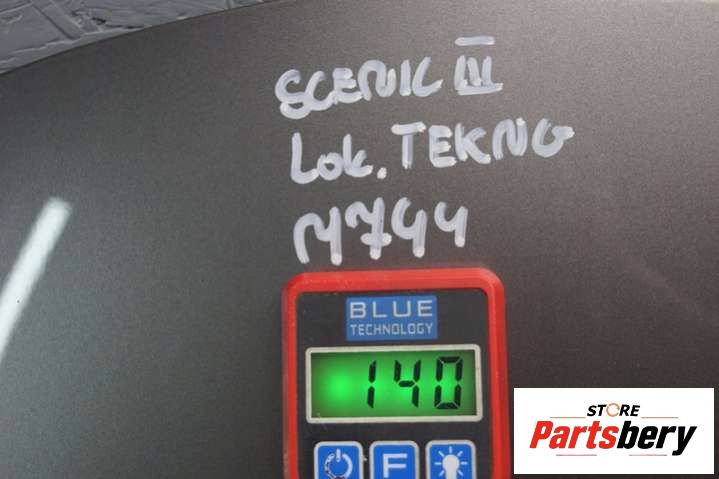 SCENIC III
Lok. TEKNO
M744
BLUE
TECHNOLOGY
140
F
STORE
Partsbery